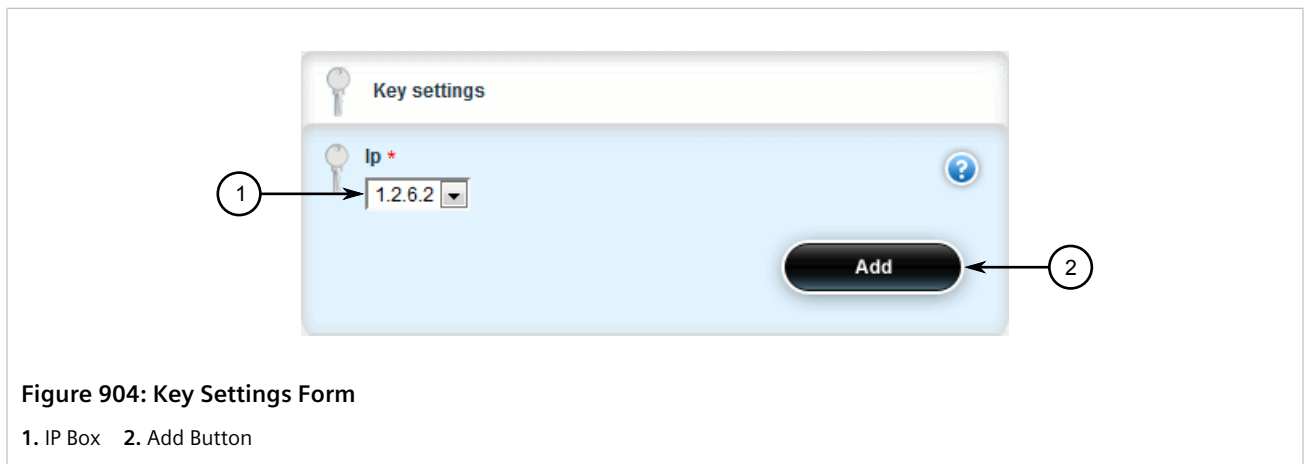 Key settings
Ip *
1
1.2.6.2
?
Add
2
Figure 904: Key Settings Form
1. IP Box 2. Add Button